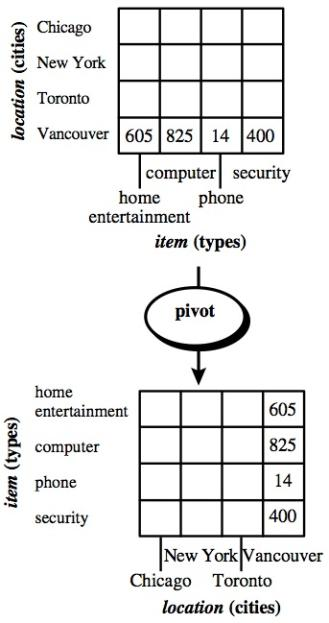 location (cities)
Chicago
New York
Toronto
Vancouver 605 825 14 400
computer security
home phone
entertainment
item (types)
pivot
item (types)
home
entertainment 605
computer 825
phone 14
security 400
New York Vancouver
Chicago Toronto
location (cities)